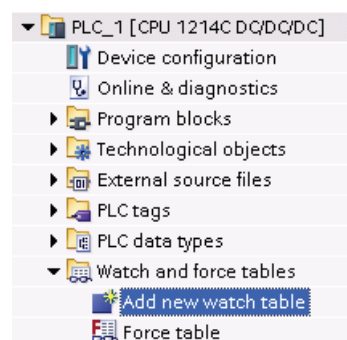 PLC_1 [CPU 1214C DC/DC/DC]
Device configuration
Online & diagnostics
Program blocks
Technological objects
External source files
PLC tags
PLC data types
Watch and force tables
Add new watch table
Force table